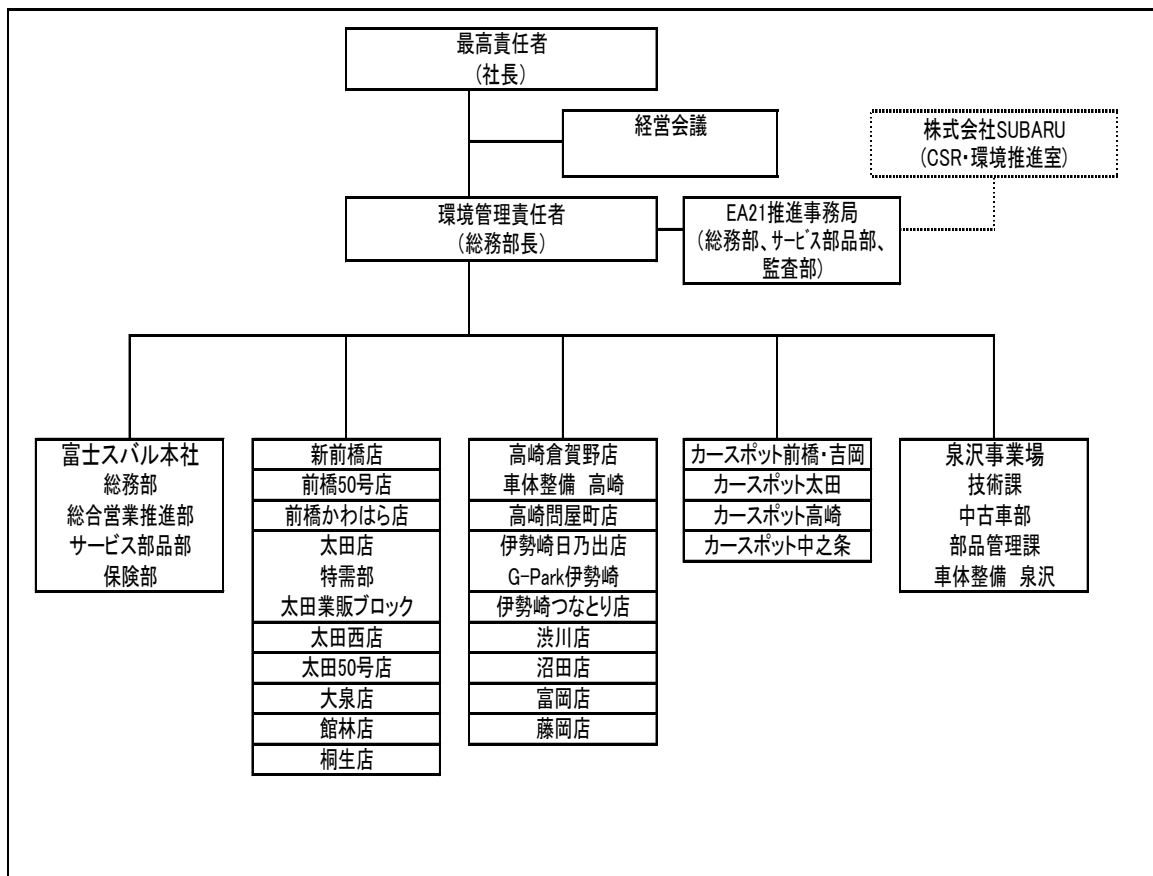 最高責任者
(社長)
経営会議
株式会社SUBARU
(CSR・環境推進室)
環境管理責任者
(総務部長)
EA21推進事務局
(総務部、サービス部品部、
監査部)
富士スバル本社
総務部
総合営業推進部
サービス部品部
保険部
新前橋店
前橋50号店
前橋かわはら店
太田店
特需部
太田業販ブロック
太田西店
太田50号店
大泉店
館林店
桐生店
高崎倉賀野店
車体整備 高崎
高崎問屋町店
伊勢崎日乃出店
G-Park伊勢崎
伊勢崎つなとり店
渋川店
沼田店
富岡店
藤岡店
カースポット前橋・吉岡
カースポット太田
カースポット高崎
カースポット中之条
泉沢事業場
技術課
中古車部
部品管理課
車体整備 泉沢